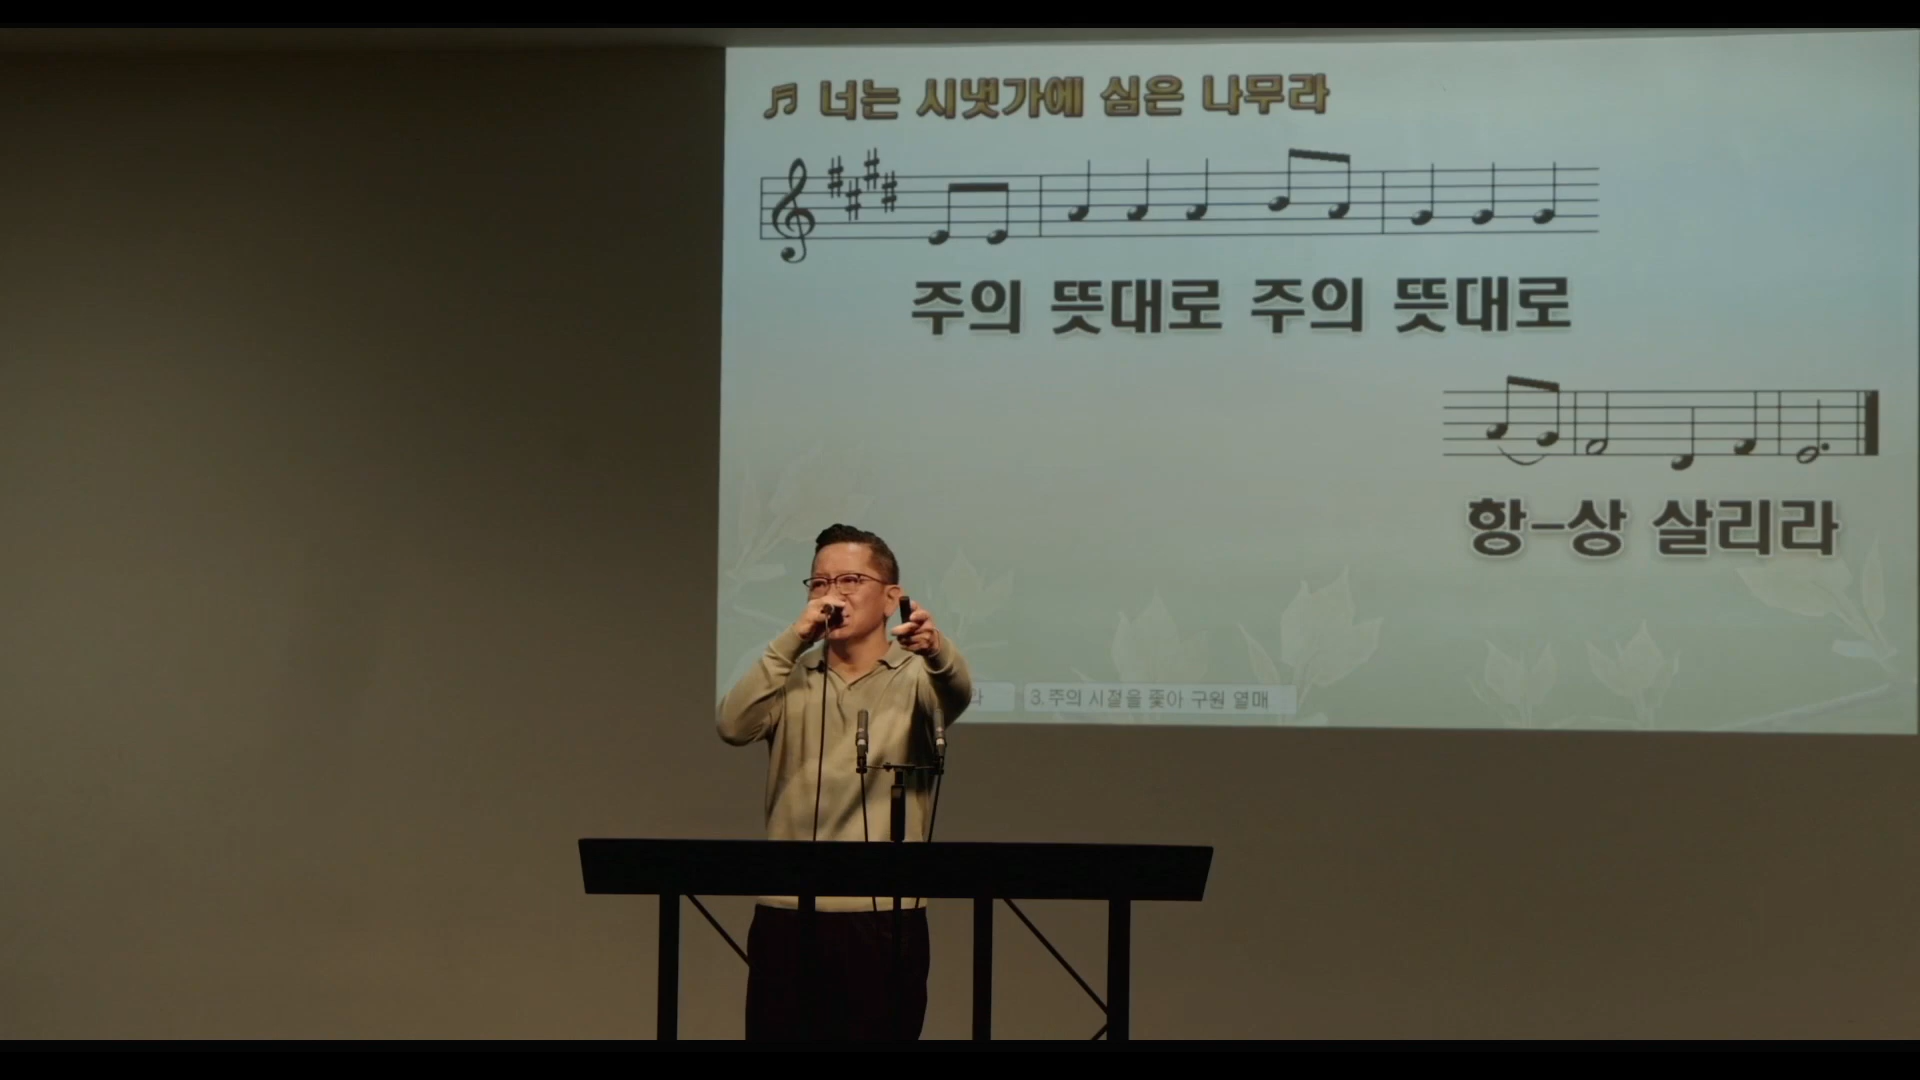 너는 시냇가에 심은 나무라
주의 뜻대로 주의 뜻대로
항-상 살리라
3.주의 시절을 좇아 구원 열매